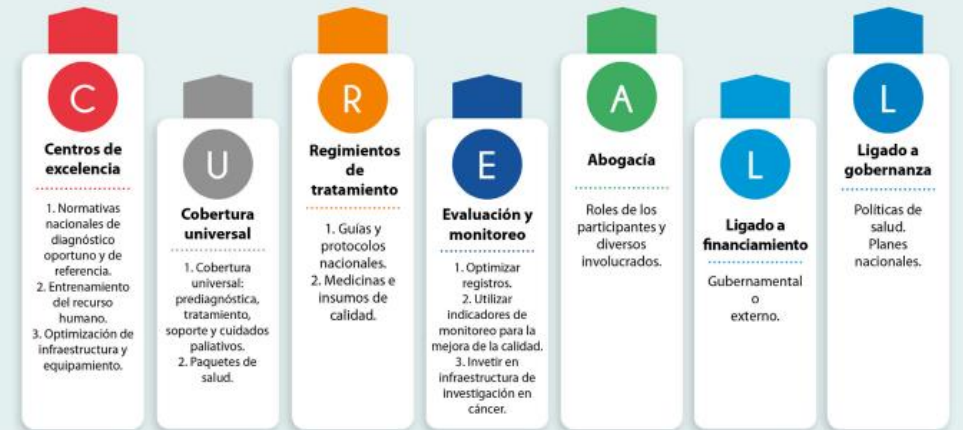 C
Centros de
excelencia
1. Normativas
nacionales de
diagnóstico
oportuno y de
referencia.
2. Entrenamiento
del recurso
humano.
3. Optimización de
infraestructura y
equipamiento.
U
Cobertura
universal
1. Cobertura
universal:
prediagnóstica,
tratamiento,
soporte y cuidados
paliativos.
2. Paquetes de
salud.
R
Regimientos
de
tratamiento
1. Guías y
protocolos
nacionales.
2. Medicinas e
insumos de
calidad.
E
Evaluación y
monitoreo
1. Optimizar
registros.
2. Utilizar
indicadores de
monitoreo para la
mejora de la calidad.
3. Invetir en
infraestructura de
investigación en
cáncer.
A
Abogacía
Roles de los
participantes y
diversos
involucrados.
L
Ligado a
financiamiento
Gubernamental
o
externo.
L
Ligado a
gobernanza
Políticas de
salud.
Planes
nacionales.